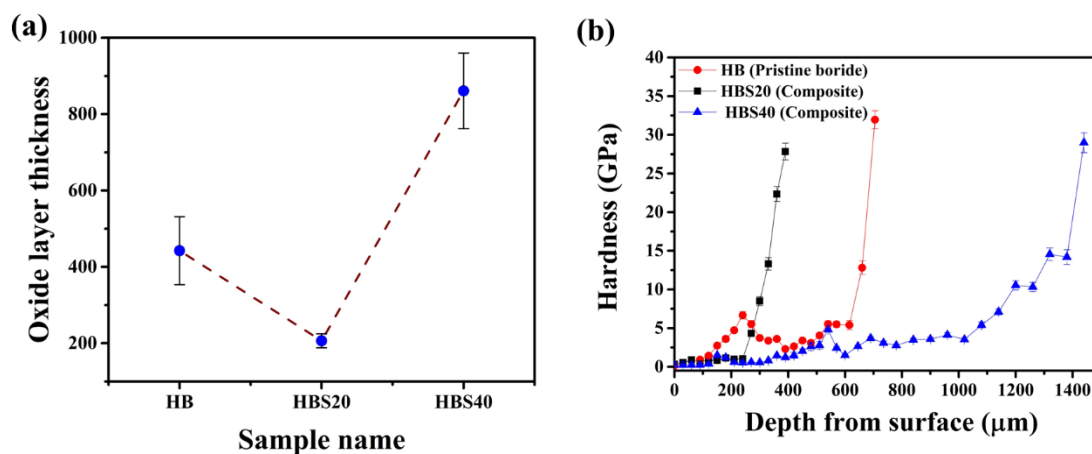 (a)
1000
800
600
400
200
Oxide layer thickness
HB
HBS20
HBS40
Sample name
(b)
40
35
30
25
20
15
10
5
0
Hardness (GPa)
HB (Pristine boride)
HBS20 (Composite)
HBS40 (Composite)
0 200 400 600 800 1000 1200 1400
Depth from surface (μm)